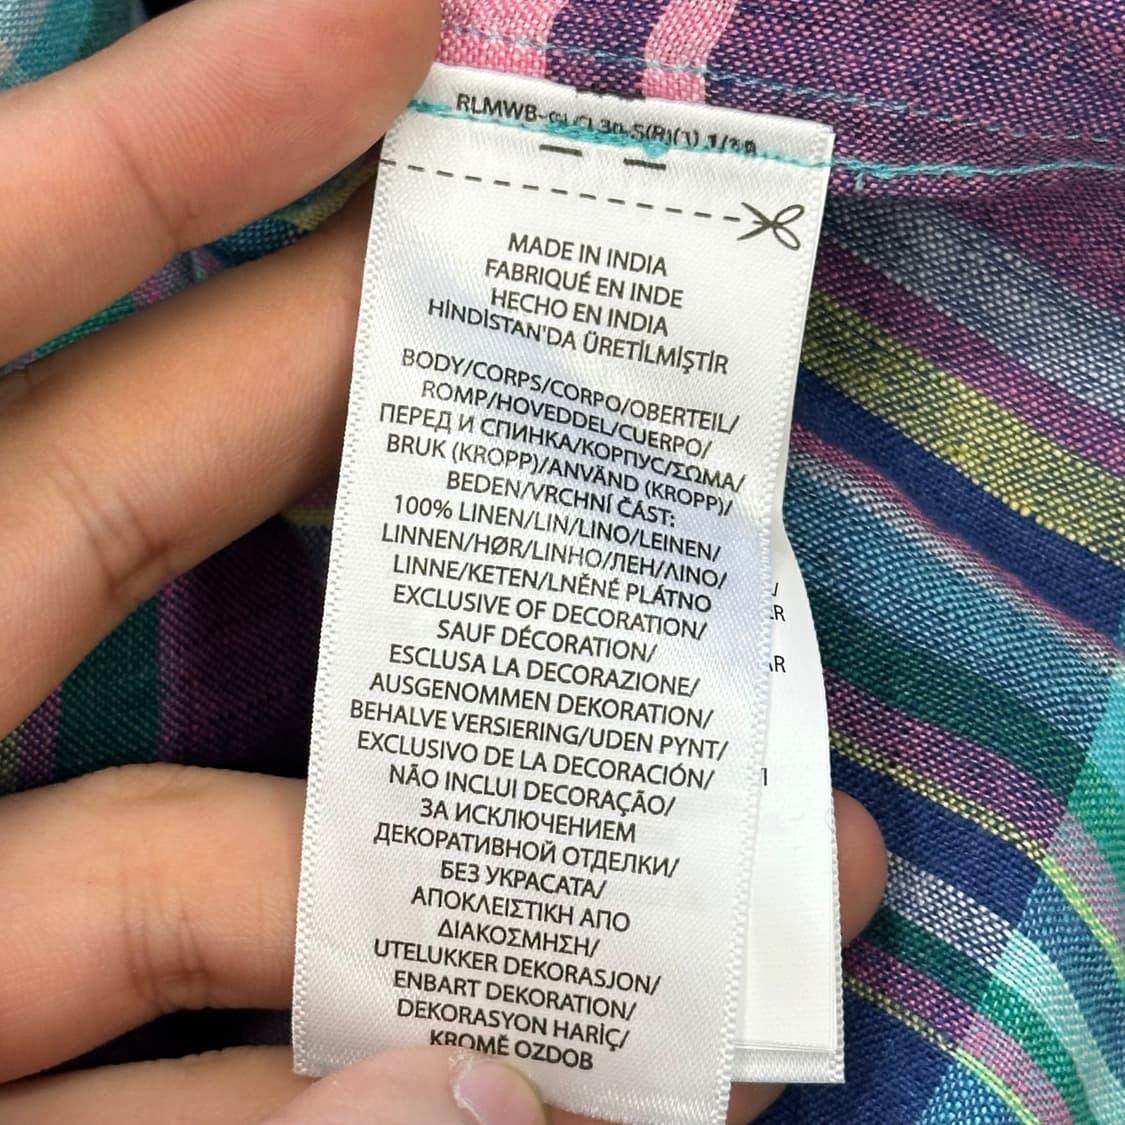 MADE IN INDIA
FABRIQUÉ EN INDE
HECHO EN INDIA
HİNDİSTAN'DA ÜRETİLMİŞTİR
BODY/CORPS/CORPO/OBERTEIL/
ROMP/HOVEDDEL/CUERPO/
ПЕРЕД И СПИНКА/КОРПУС/ΣΩΜΑ/
BRUK (KROPP)/ANVÄND (KROPP)/
BEDEN/VRCHNÍ ČÁST:
100% LINEN/LIN/LINO/LEINEN/
LINNEN/HØR/LINHO/ЛЕН/ΛΙΝΟ/
LINNE/KETEN/LNĚNÉ PLÁTNO
EXCLUSIVE OF DECORATION/
SAUF DÉCORATION/
ESCLUSA LA DECORAZIONE/
AUSGENOMMEN DEKORATION/
BEHALVE VERSIERING/UDEN PYNT/
EXCLUSIVO DE LA DECORACIÓN/
NÃO INCLUI DECORAÇÃO/
ЗА ИСКЛЮЧЕНИЕМ
ДЕКОРАТИВНОЙ ОТДЕЛКИ/
БЕЗ УКРАСАТА/
ΑΠΟΚΛΕΙΣΤΙΚΗ ΑΠΟ
ΔΙΑΚΟΣΜΗΣΗ/
UTELUKKER DEKORASJON/
ENBART DEKORATION/
DEKORASYON HARİÇ/
KROMĚ OZDOB